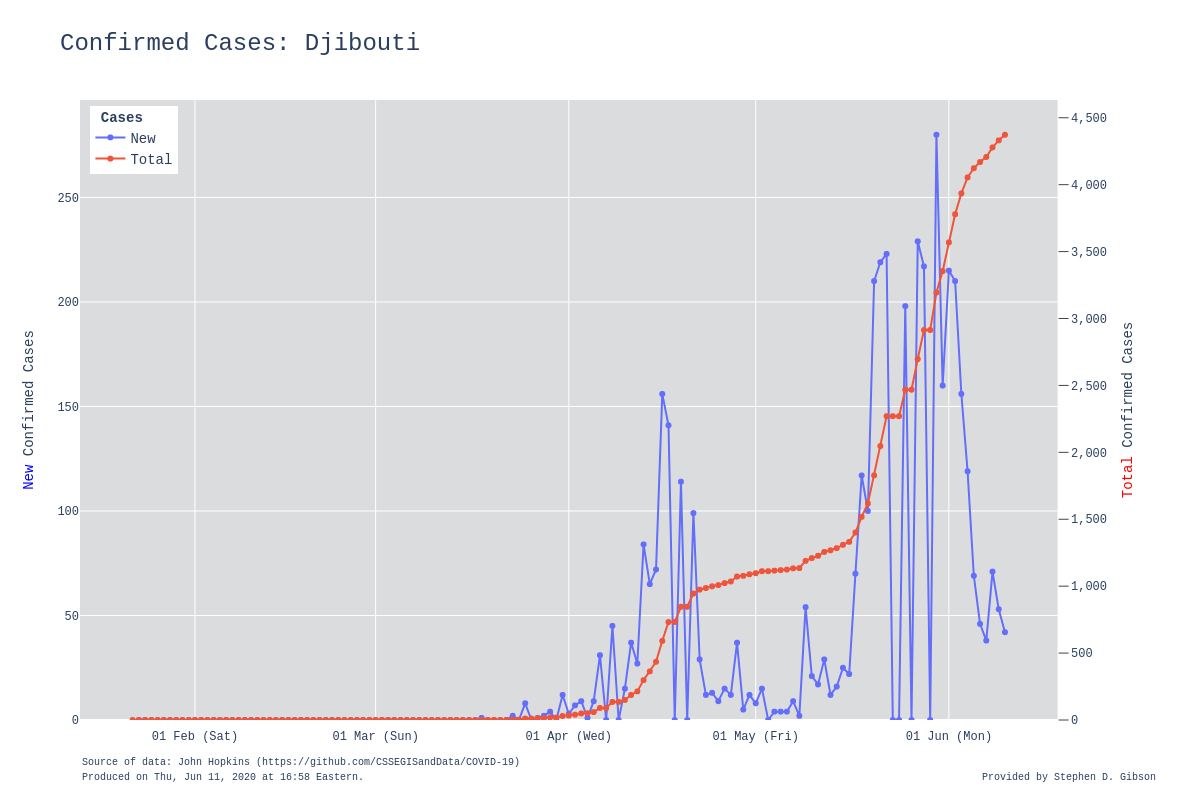 Confirmed Cases: Djibouti
Cases
New
Total
250
200
150
100
50
0
4,500
4,000
3,500
3,000
2,500
2,000
1,500
1,000
500
0
New Confirmed Cases
Total Confirmed Cases
01 Feb (Sat)
01 Mar (Sun)
01 Apr (Wed)
01 May (Fri)
01 Jun (Mon)
Source of data: John Hopkins (https://github.com/CSSEGISandData/COVID-19)
Produced on Thu, Jun 11, 2020 at 16:58 Eastern.
Provided by Stephen D. Gibson